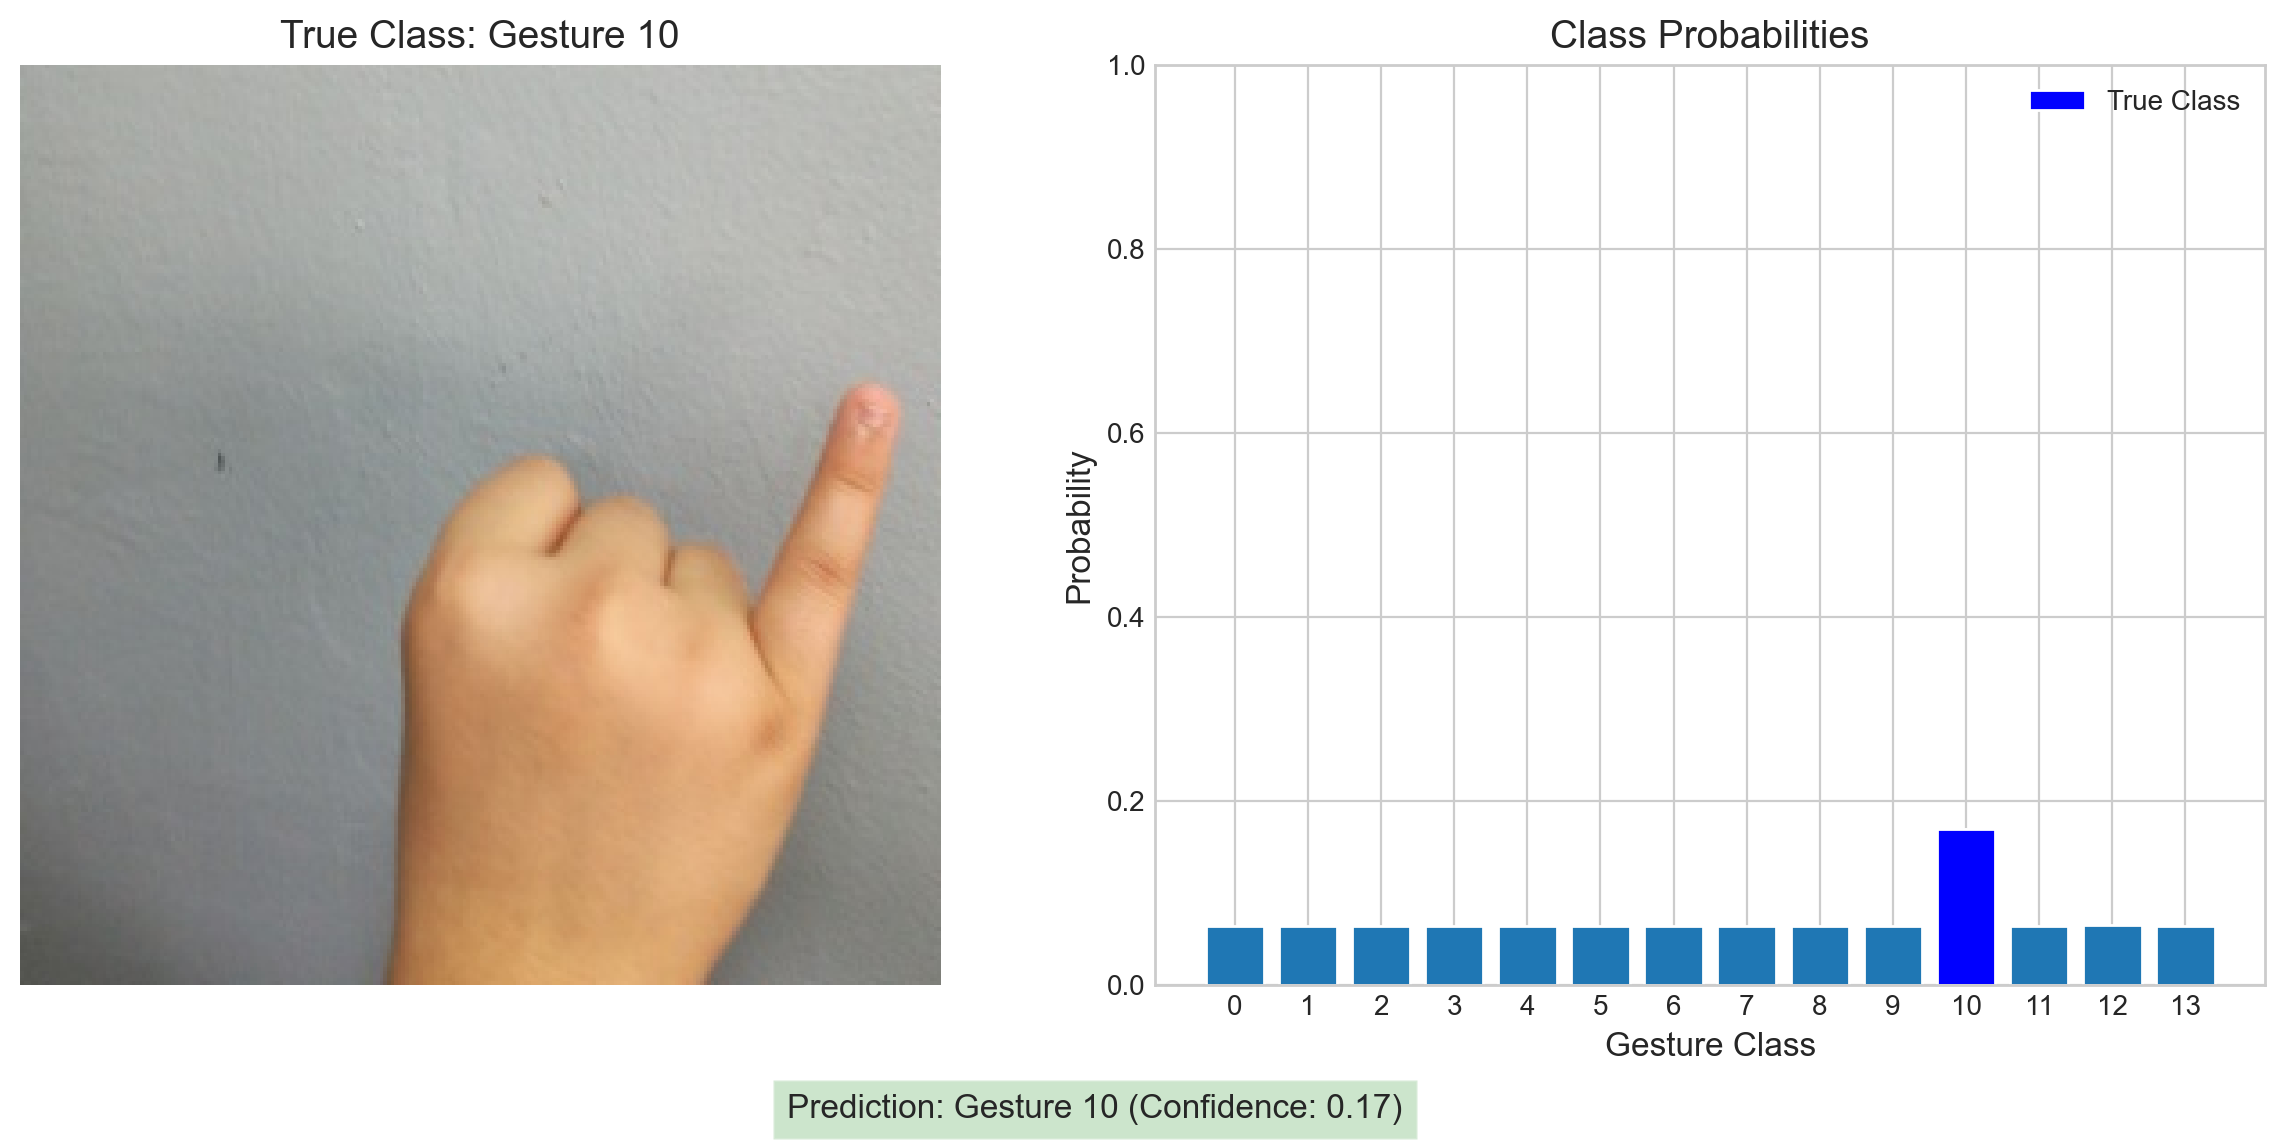 True Class: Gesture 10
Class Probabilities
1.0
0.8
0.6
0.4
0.2
0.0
Probability
True Class
0 1 2 3 4 5 6 7 8 9 10 11 12 13
Gesture Class
Prediction: Gesture 10 (Confidence: 0.17)